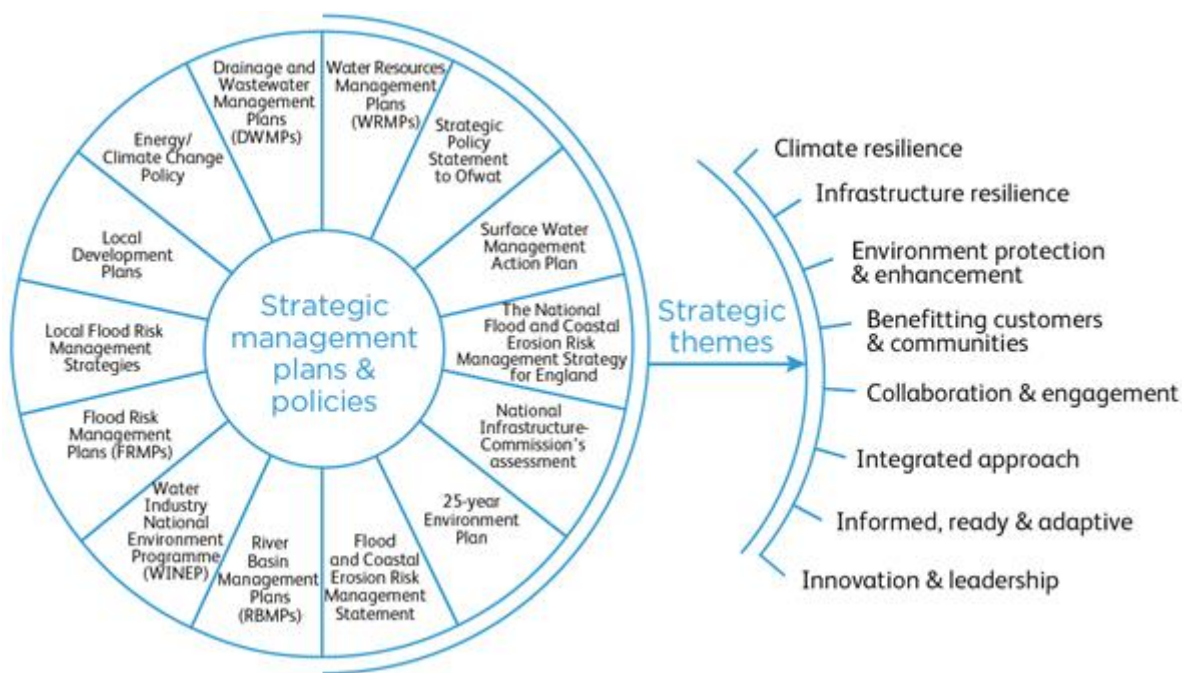 Drainage and
Wastewater
Management
Plans
(DWMPs)
Water Resources
Management
Plans
(WRMPs)
Strategic
Policy
Statement
to Ofwat
Surface Water
Management
Action Plan
The National
Flood and Coastal
Erosion Risk
Management Strategy
for England
National
Infrastructure-
Commission's
assessment
25-year
Environment
Plan
Flood
and Coastal
Erosion Risk
Management
Statement
River
Basin
Management
Plans
(RBMPs)
Water
Industry
National
Environment
Programme
(WINEP)
Flood Risk
Management
Plans (FRMPs)
Local Flood Risk
Management
Strategies
Local
Development
Plans
Energy/
Climate Change
Policy
Strategic
management
plans &
policies
Strategic
themes
Climate resilience
Infrastructure resilience
Environment protection
& enhancement
Benefitting customers
& communities
Collaboration & engagement
Integrated approach
Informed, ready & adaptive
Innovation & leadership